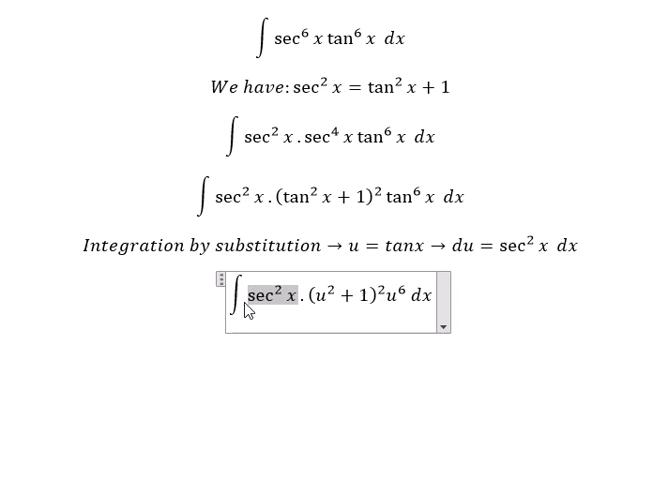 ∫ sec⁶ x tan⁶ x dx
We have: sec² x = tan² x + 1
∫ sec² x . sec⁴ x tan⁶ x dx
∫ sec² x . (tan² x + 1)² tan⁶ x dx
Integration by substitution → u = tanx → du = sec² x dx
∫ sec² x . (u² + 1)²u⁶ dx